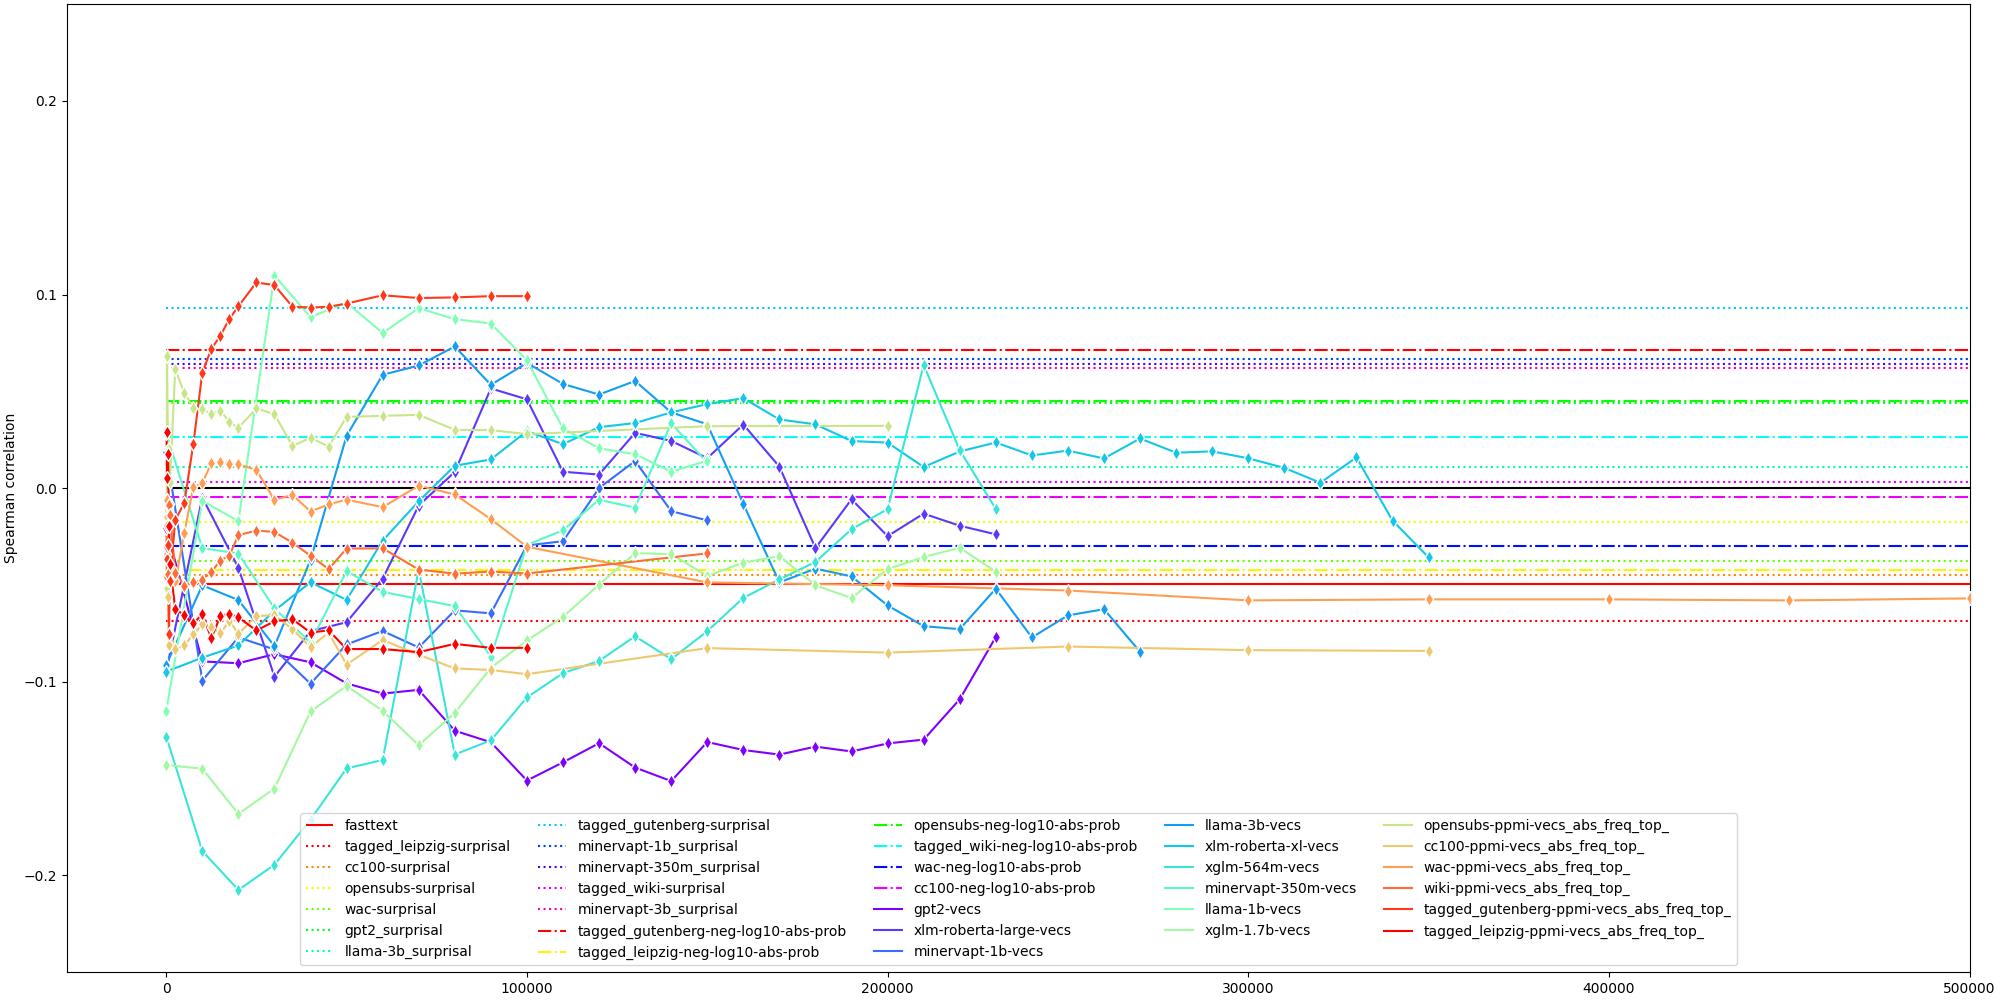 0.2
0.1
0.0
−0.1
−0.2
Spearman correlation
fasttext
tagged_leipzig-surprisal
cc100-surprisal
opensubs-surprisal
wac-surprisal
gpt2_surprisal
llama-3b_surprisal
tagged_gutenberg-surprisal
minervapt-1b_surprisal
minervapt-350m_surprisal
tagged_wiki-surprisal
minervapt-3b_surprisal
tagged_gutenberg-neg-log10-abs-prob
tagged_leipzig-neg-log10-abs-prob
opensubs-neg-log10-abs-prob
tagged_wiki-neg-log10-abs-prob
wac-neg-log10-abs-prob
cc100-neg-log10-abs-prob
gpt2-vecs
xlm-roberta-large-vecs
minervapt-1b-vecs
llama-3b-vecs
xlm-roberta-xl-vecs
xglm-564m-vecs
minervapt-350m-vecs
llama-1b-vecs
xglm-1.7b-vecs
opensubs-ppmi-vecs_abs_freq_top_
cc100-ppmi-vecs_abs_freq_top_
wac-ppmi-vecs_abs_freq_top_
wiki-ppmi-vecs_abs_freq_top_
tagged_gutenberg-ppmi-vecs_abs_freq_top_
tagged_leipzig-ppmi-vecs_abs_freq_top_
0 100000 200000 300000 400000 500000